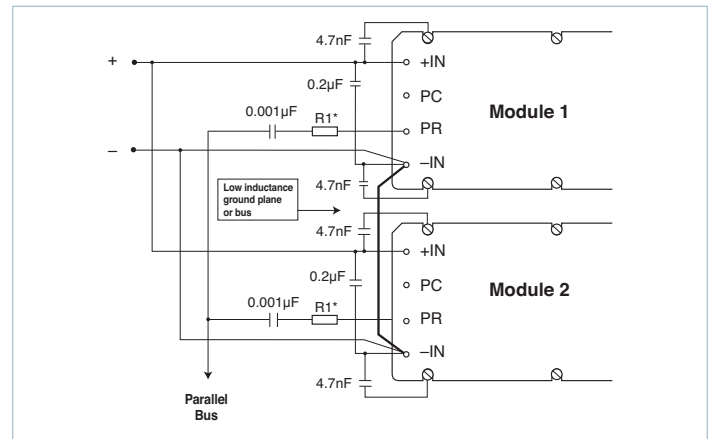 4.7nF
+
+IN
0.2µF
PC
Module 1
0.001µF
R1*
PR
–
–IN
4.7nF
Low inductance
ground plane
or bus
4.7nF
+IN
0.2µF
PC
Module 2
0.001µF
R1*
PR
–IN
4.7nF
Parallel
Bus